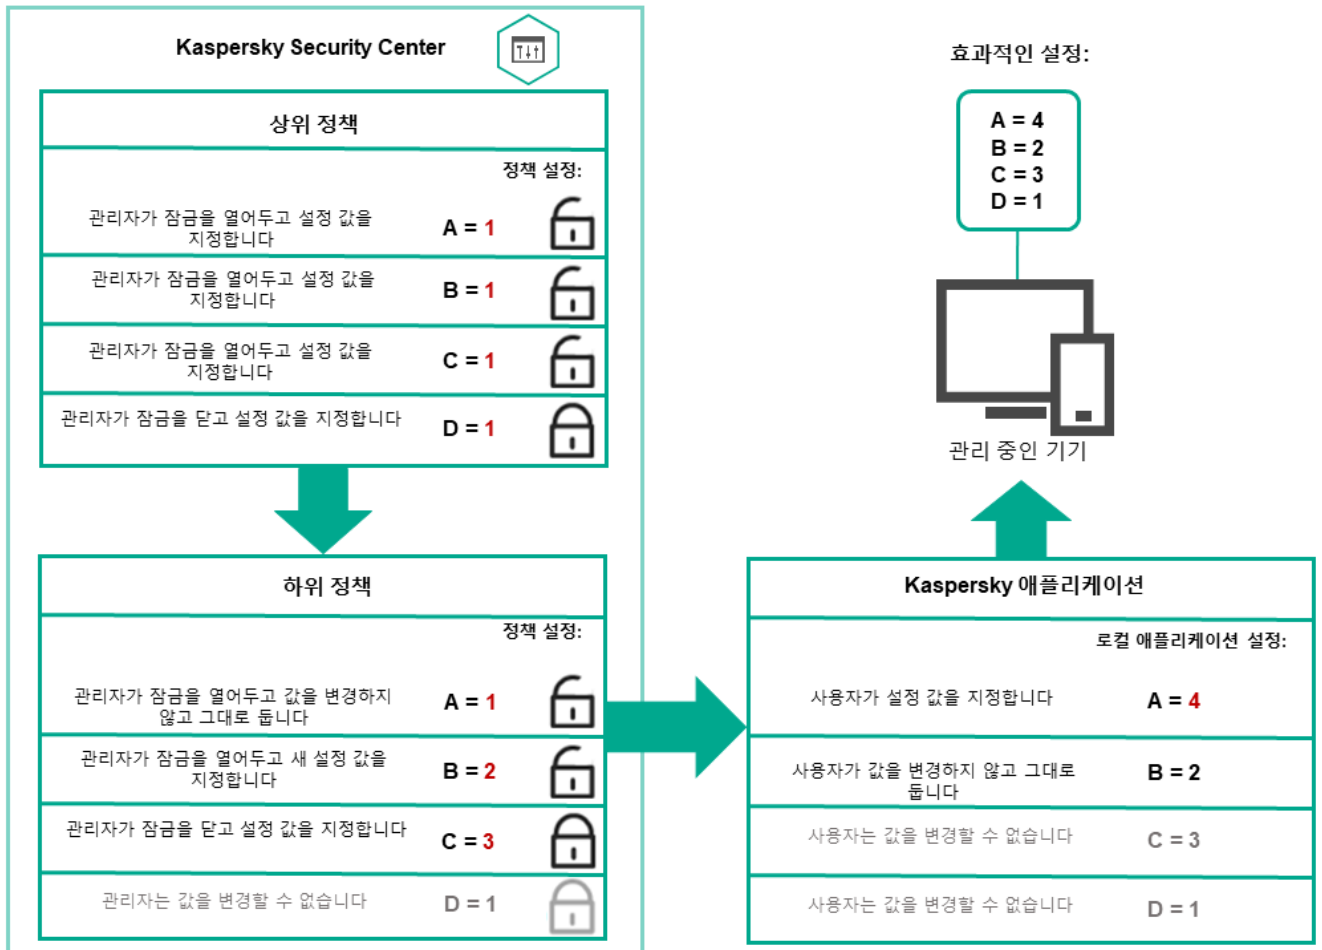 Kaspersky Security Center
상위 정책
정책 설정:
관리자가 잠금을 열어두고 설정 값을
지정합니다
A = 1
관리자가 잠금을 열어두고 설정 값을
지정합니다
B = 1
관리자가 잠금을 열어두고 설정 값을
지정합니다
C = 1
관리자가 잠금을 닫고 설정 값을 지정합니다
D = 1
하위 정책
정책 설정:
관리자가 잠금을 열어두고 값을 변경하지
않고 그대로 둡니다
A = 1
관리자가 잠금을 열어두고 새 설정 값을
지정합니다
B = 2
관리자가 잠금을 닫고 설정 값을 지정합니다
C = 3
관리자는 값을 변경할 수 없습니다
D = 1
Kaspersky 애플리케이션
로컬 애플리케이션 설정:
사용자가 설정 값을 지정합니다
A = 4
사용자가 값을 변경하지 않고 그대로
둡니다
B = 2
사용자는 값을 변경할 수 없습니다
C = 3
사용자는 값을 변경할 수 없습니다
D = 1
효과적인 설정:
A = 4
B = 2
C = 3
D = 1
관리 중인 기기